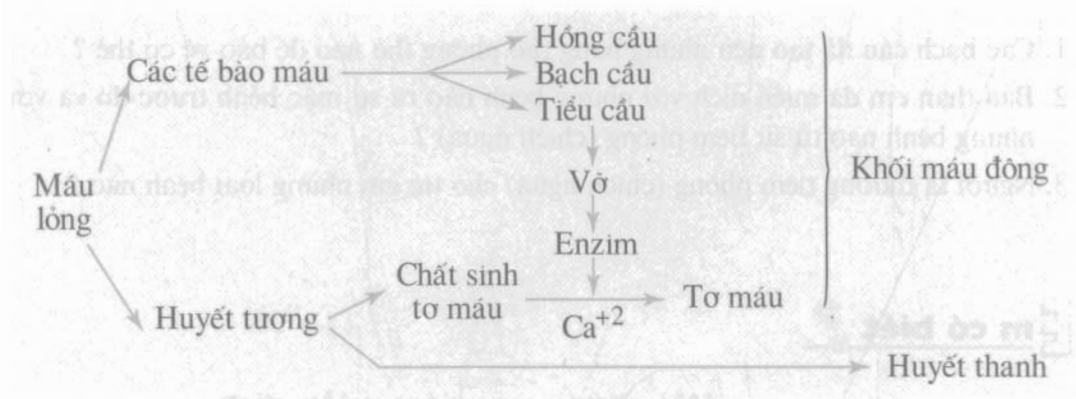 Hồng cầu
Các tế bào máu
Bạch cầu
Tiểu cầu
Khối máu đông
Máu
lỏng
Vỡ
Enzim
Chất sinh
tơ máu
Tơ máu
Huyết tương
Ca+2
Huyết thanh